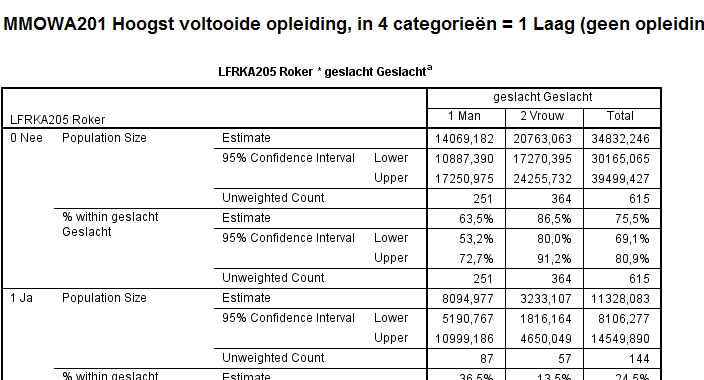 MMOWA201 Hoogst voltooide opleiding, in 4 categorieën = 1 Laag (geen opleidin
LFRKA205 Roker * geslacht Geslacht^a
LFRKA205 Roker geslacht Geslacht
1 Man 2 Vrouw Total
0 Nee Population Size Estimate 14069,182 20763,063 34832,246
95% Confidence Interval Lower 10887,390 17270,395 30165,065
Upper 17250,975 24255,732 39499,427
Unweighted Count 251 364 615
% within geslacht Geslacht Estimate 63,5% 86,5% 75,5%
95% Confidence Interval Lower 53,2% 80,0% 69,1%
Upper 72,7% 91,2% 80,9%
Unweighted Count 251 364 615
1 Ja Population Size Estimate 8094,977 3233,107 11328,083
95% Confidence Interval Lower 5190,767 1816,164 8106,277
Upper 10999,186 4650,049 14549,890
Unweighted Count 87 57 144
% within geslacht Estimate 36,5% 13,5% 24,5%